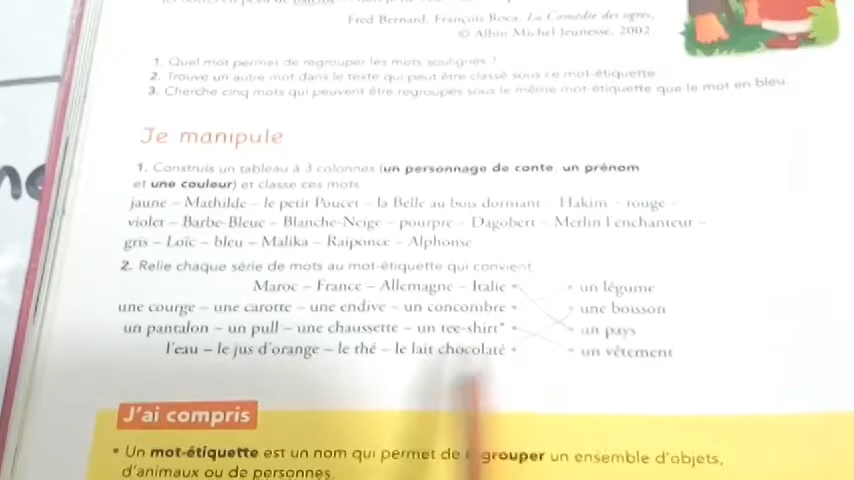 Fred Bernard, François Roca, La Comédie des ogres,
© Albin Michel Jeunesse, 2002.
1. Quel mot permet de regrouper les mots soulignés ?
2. Trouve un autre mot dans le texte qui peut être classé sous ce mot-étiquette.
3. Cherche cinq mots qui peuvent être regroupés sous le même mot-étiquette que le mot en bleu.
Je manipule
1. Construis un tableau à 3 colonnes (un personnage de conte, un prénom
et une couleur) et classe ces mots.
jaune – Mathilde – le petit Poucet – la Belle au bois dormant – Hakim – rouge –
violet – Barbe-Bleue – Blanche-Neige – pourpre – Dagobert – Merlin l'enchanteur –
gris – Loïc – bleu – Malika – Raiponce – Alphonse
2. Relie chaque série de mots au mot-étiquette qui convient.
Maroc – France – Allemagne – Italie • • un légume
une courge – une carotte – une endive – un concombre • • une boisson
un pantalon – un pull – une chaussette – un tee-shirt* • • un pays
l'eau – le jus d'orange – le thé – le lait chocolaté • • un vêtement
J'ai compris
• Un mot-étiquette est un nom qui permet de grouper un ensemble d'objets,
d'animaux ou de personnes.